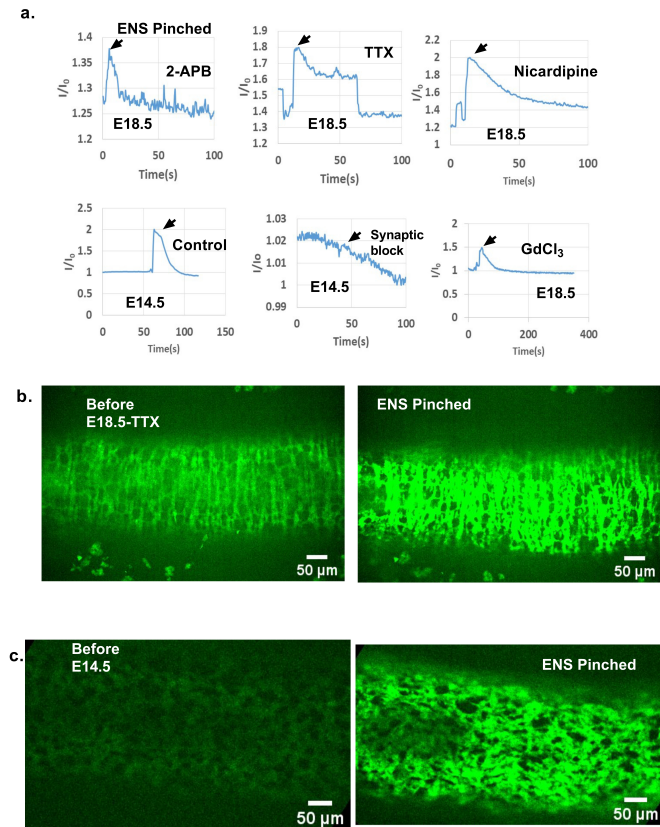 a.
ENS Pinched
2-APB
E18.5
I/I₀
1.4
1.35
1.3
1.25
1.2
0
50
100
Time(s)
TTX
E18.5
I/I₀
1.9
1.8
1.7
1.6
1.5
1.4
1.3
0
50
100
Time(s)
Nicardipine
E18.5
I/I₀
2.2
2
1.8
1.6
1.4
1.2
1
0
50
100
Time(s)
Control
E14.5
I/I₀
2.5
2
1.5
1
0.5
0
0
50
100
150
Time(s)
Synaptic
block
E14.5
I/Io
1.04
1.03
1.02
1.01
1
0.99
0
50
100
Time(s)
GdCl₃
E18.5
I/I₀
2
1.5
1
0.5
0
0
200
400
Time(s)
b.
Before
E18.5-TTX
50 µm
ENS Pinched
50 µm
c.
Before
E14.5
50 µm
ENS Pinched
50 µm